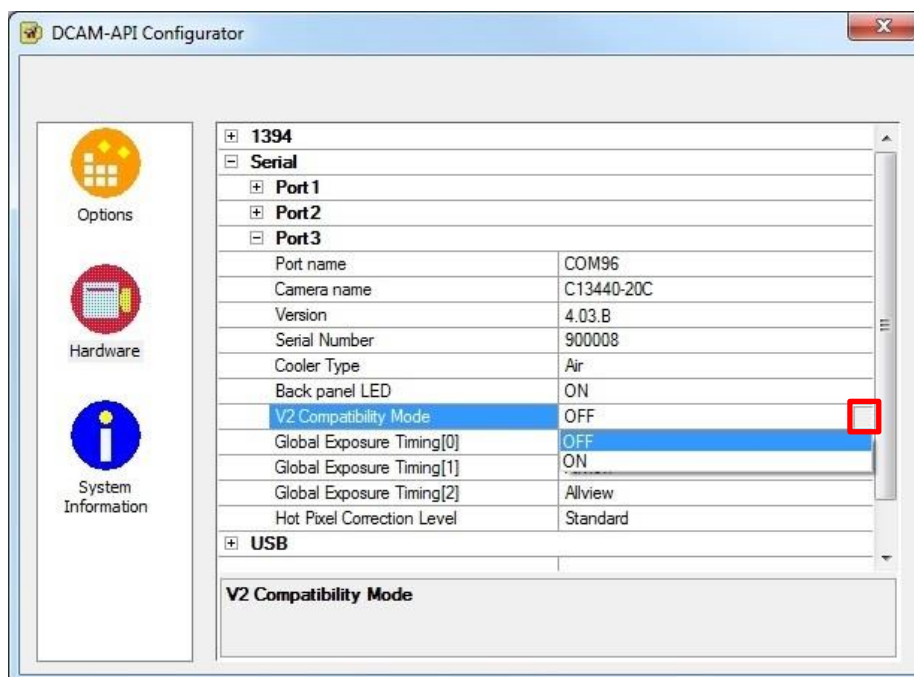 DCAM-API Configurator
Options
Hardware
System
Information
1394
Serial
Port1
Port2
Port3
Port name COM96
Camera name C13440-20C
Version 4.03.B
Serial Number 900008
Cooler Type Air
Back panel LED ON
V2 Compatibility Mode OFF
OFF
ON
Global Exposure Timing[0]
Global Exposure Timing[1]
Global Exposure Timing[2] Allview
Hot Pixel Correction Level Standard
USB
V2 Compatibility Mode